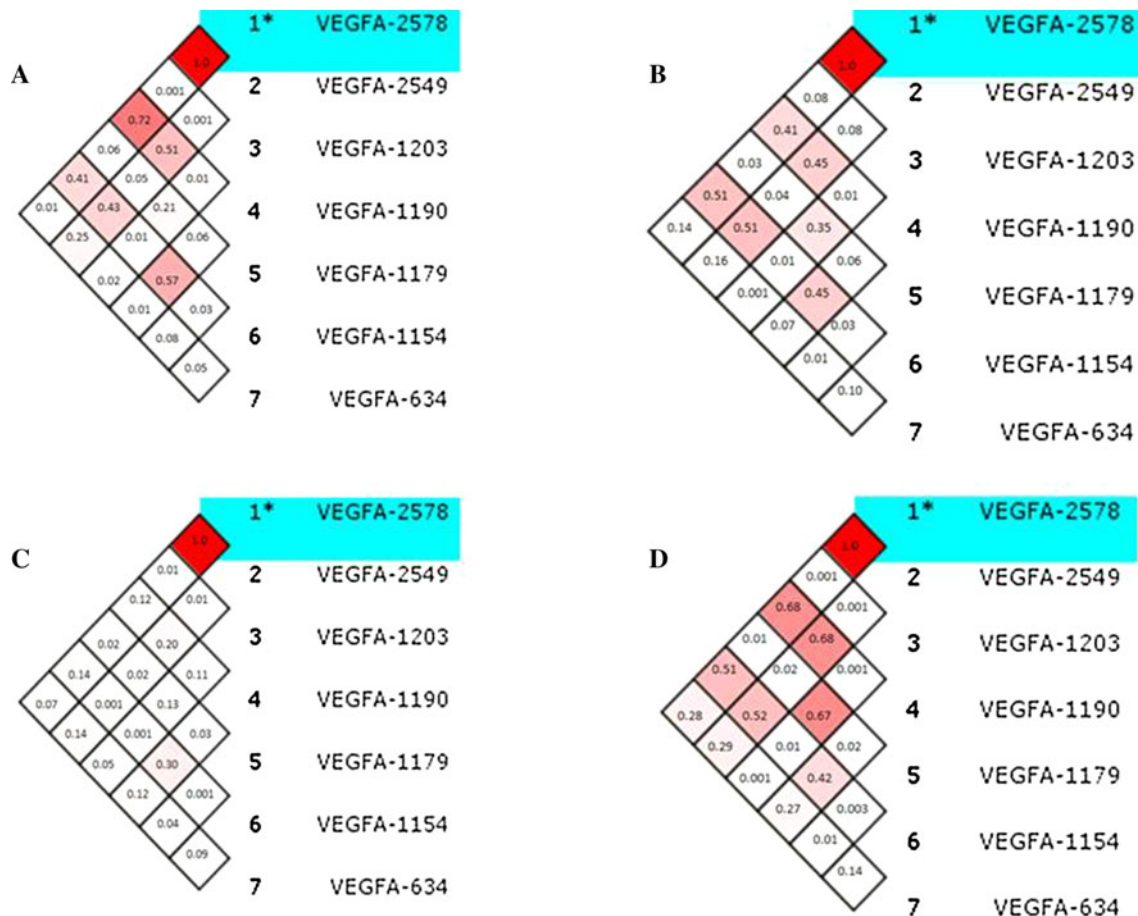 A
1* VEGFA-2578
1.0
0.001 2 VEGFA-2549
0.72 0.001
0.06 0.51 3 VEGFA-1203
0.41 0.05 0.01
0.01 0.43 0.21 4 VEGFA-1190
0.25 0.01 0.06
0.02 0.57 5 VEGFA-1179
0.01 0.03
0.08 6 VEGFA-1154
0.05
7 VEGFA-634
B
1* VEGFA-2578
1.0
0.08 2 VEGFA-2549
0.41 0.08
0.03 0.45 3 VEGFA-1203
0.51 0.04 0.01
0.14 0.51 0.35 4 VEGFA-1190
0.16 0.01 0.06
0.001 0.45 5 VEGFA-1179
0.07 0.03
0.01 6 VEGFA-1154
0.10
7 VEGFA-634
C
1* VEGFA-2578
1.0
0.01 2 VEGFA-2549
0.12 0.01
0.02 0.20 3 VEGFA-1203
0.14 0.02 0.11
0.07 0.001 0.13 4 VEGFA-1190
0.14 0.001 0.03
0.05 0.30 5 VEGFA-1179
0.12 0.001
0.04 6 VEGFA-1154
0.09
7 VEGFA-634
D
1* VEGFA-2578
1.0
0.001 2 VEGFA-2549
0.68 0.001
0.01 0.68 3 VEGFA-1203
0.51 0.02 0.001
0.28 0.52 0.67 4 VEGFA-1190
0.29 0.01 0.02
0.001 0.42 5 VEGFA-1179
0.27 0.003
0.01 6 VEGFA-1154
0.14
7 VEGFA-634